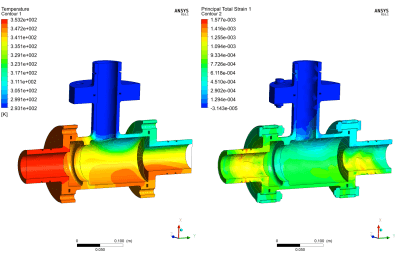 Temperature
Contour 1
3.532e+002
3.472e+002
3.411e+002
3.351e+002
3.291e+002
3.231e+002
3.171e+002
3.111e+002
3.051e+002
2.991e+002
2.931e+002
[K]
ANSYS
0 0.100 (m)
0.050
Principal Total Strain 1
Contour 2
1.577e-003
1.416e-003
1.255e-003
1.094e-003
9.334e-004
7.726e-004
6.118e-004
4.510e-004
2.902e-004
1.294e-004
-3.143e-005
ANSYS
0 0.100 (m)
0.050